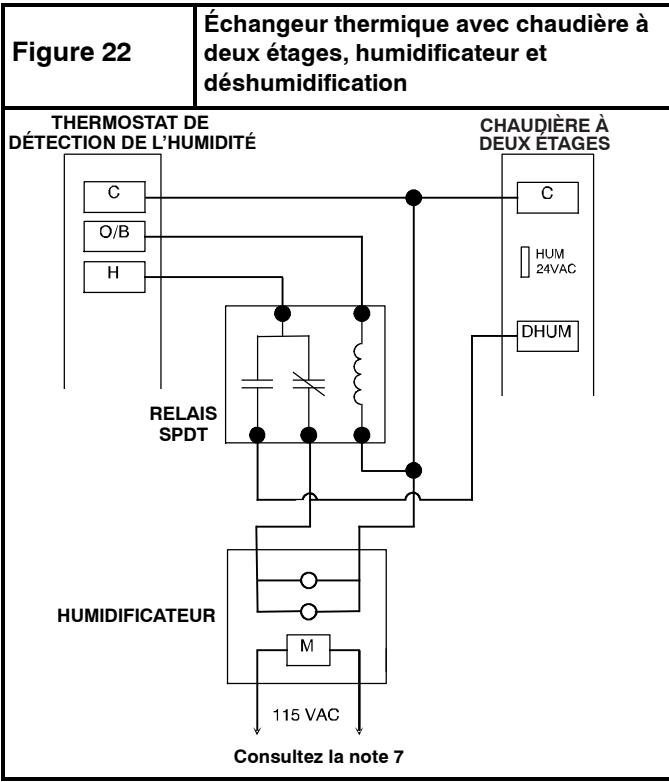 Figure 22
Échangeur thermique avec chaudière à
deux étages, humidificateur et
déshumidification
THERMOSTAT DE
DÉTECTION DE L'HUMIDITÉ
CHAUDIÈRE À
DEUX ÉTAGES
C
O/B
H
C
HUM
24VAC
DHUM
RELAIS
SPDT
HUMIDIFICATEUR
M
115 VAC
Consultez la note 7